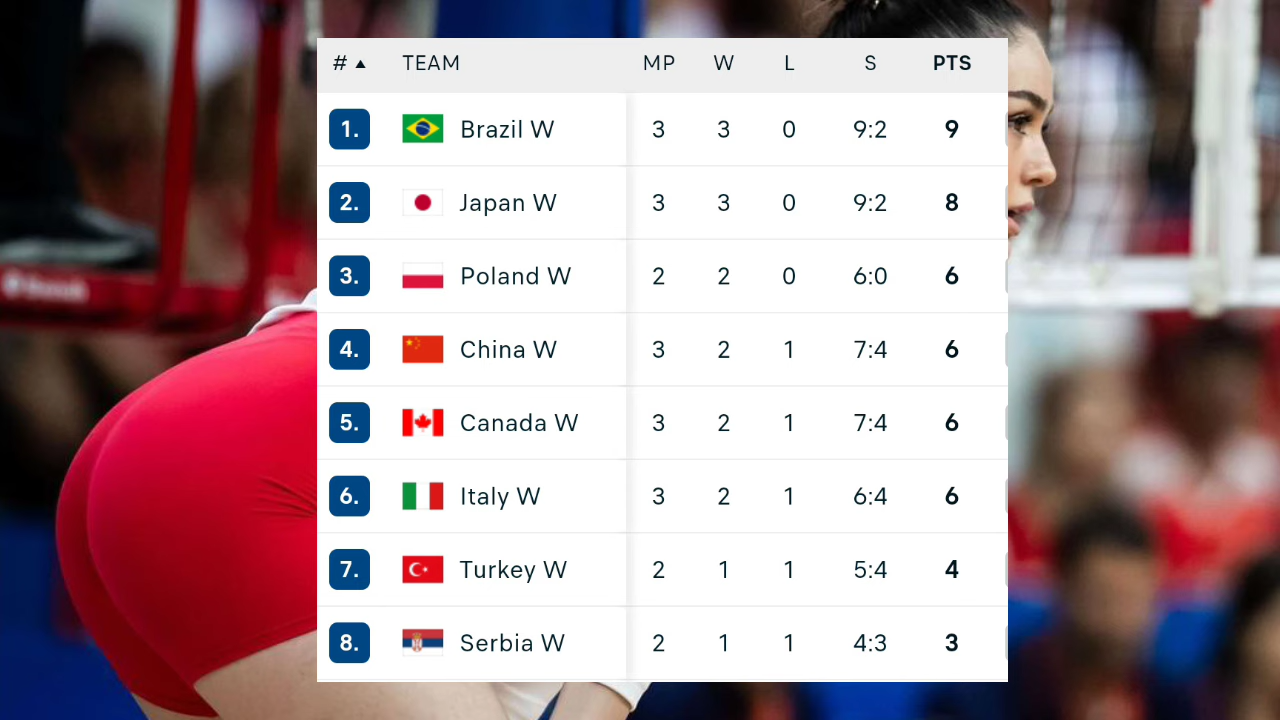 # ▲ TEAM MP W L S PTS
1. Brazil W 3 3 0 9:2 9
2. Japan W 3 3 0 9:2 8
3. Poland W 2 2 0 6:0 6
4. China W 3 2 1 7:4 6
5. Canada W 3 2 1 7:4 6
6. Italy W 3 2 1 6:4 6
7. Turkey W 2 1 1 5:4 4
8. Serbia W 2 1 1 4:3 3